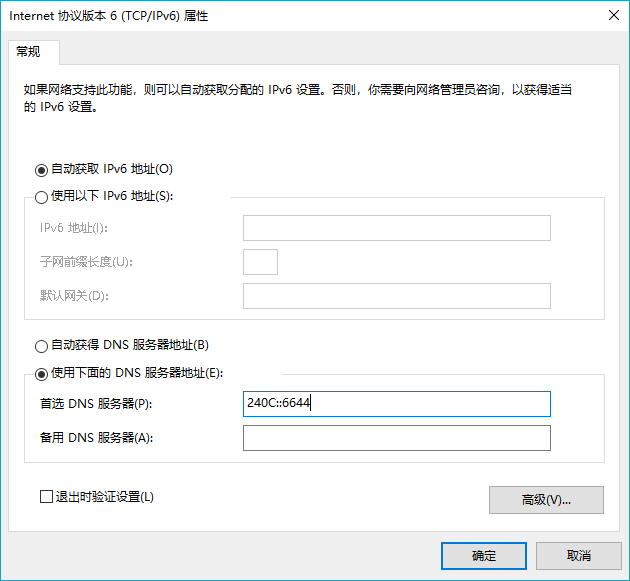 Internet 协议版本 6 (TCP/IPv6) 属性
常规
如果网络支持此功能，则可以自动获取分配的 IPv6 设置。否则，你需要向网络管理员咨询，以获得适当
的 IPv6 设置。
自动获取 IPv6 地址(O)
使用以下 IPv6 地址(S):
IPv6 地址(I):
子网前缀长度(U):
默认网关(D):
自动获得 DNS 服务器地址(B)
使用下面的 DNS 服务器地址(E):
首选 DNS 服务器(P):
240C::6644
备用 DNS 服务器(A):
退出时验证设置(L)
高级(V)...
确定
取消